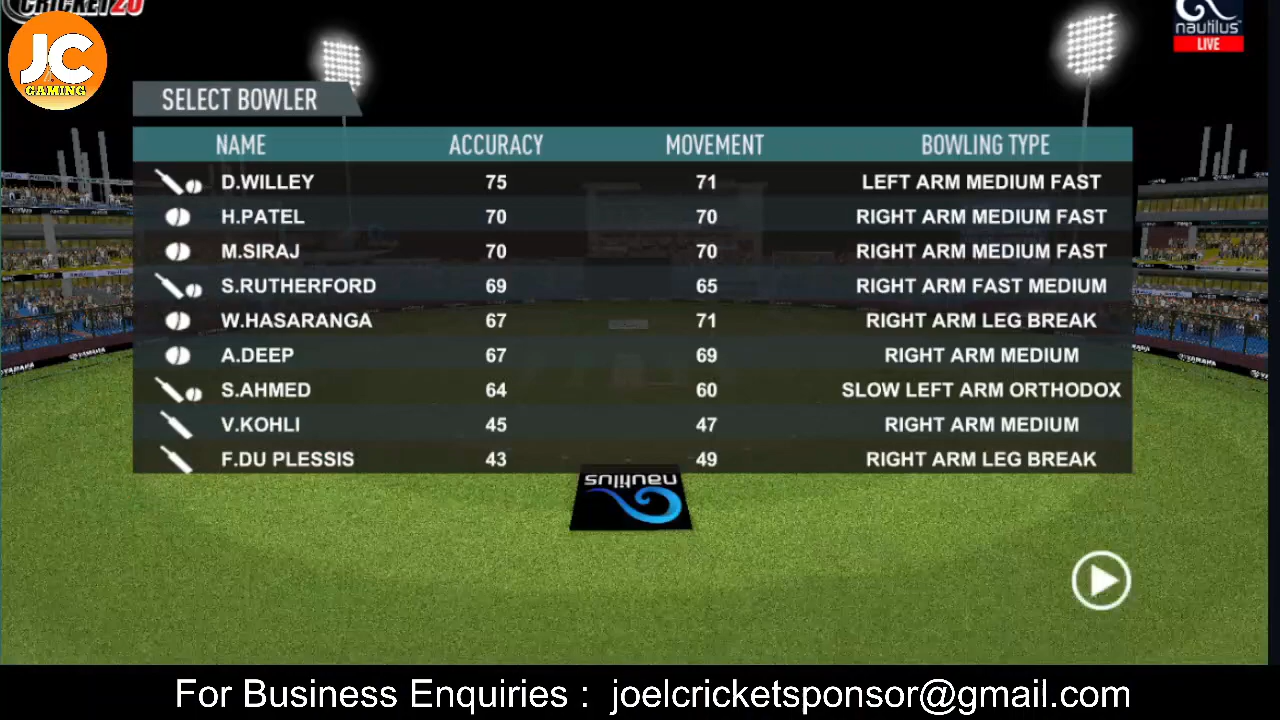 CRICKET20
JC
GAMING
nautilus
LIVE
SELECT BOWLER
NAME ACCURACY MOVEMENT BOWLING TYPE
D.WILLEY 75 71 LEFT ARM MEDIUM FAST
H.PATEL 70 70 RIGHT ARM MEDIUM FAST
M.SIRAJ 70 70 RIGHT ARM MEDIUM FAST
S.RUTHERFORD 69 65 RIGHT ARM FAST MEDIUM
W.HASARANGA 67 71 RIGHT ARM LEG BREAK
A.DEEP 67 69 RIGHT ARM MEDIUM
S.AHMED 64 60 SLOW LEFT ARM ORTHODOX
V.KOHLI 45 47 RIGHT ARM MEDIUM
F.DU PLESSIS 43 49 RIGHT ARM LEG BREAK
YAMAHA
YAMAHA
nautilus
For Business Enquiries : joelcricketsponsor@gmail.com